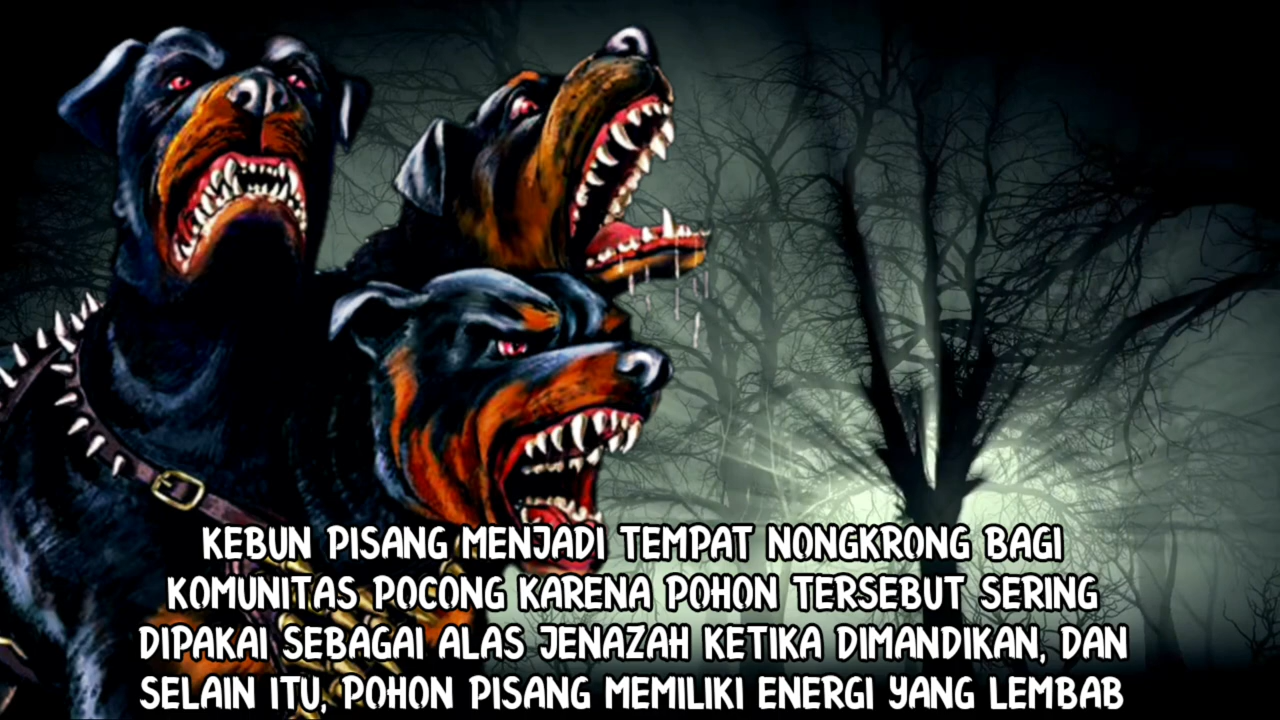 KEBUN PISANG MENJADI TEMPAT NONGKRONG BAGI
KOMUNITAS POCONG KARENA POHON TERSEBUT SERING
DIPAKAI SEBAGAI ALAS JENAZAH KETIKA DIMANDIKAN, DAN
SELAIN ITU, POHON PISANG MEMILIKI ENERGI YANG LEMBAB